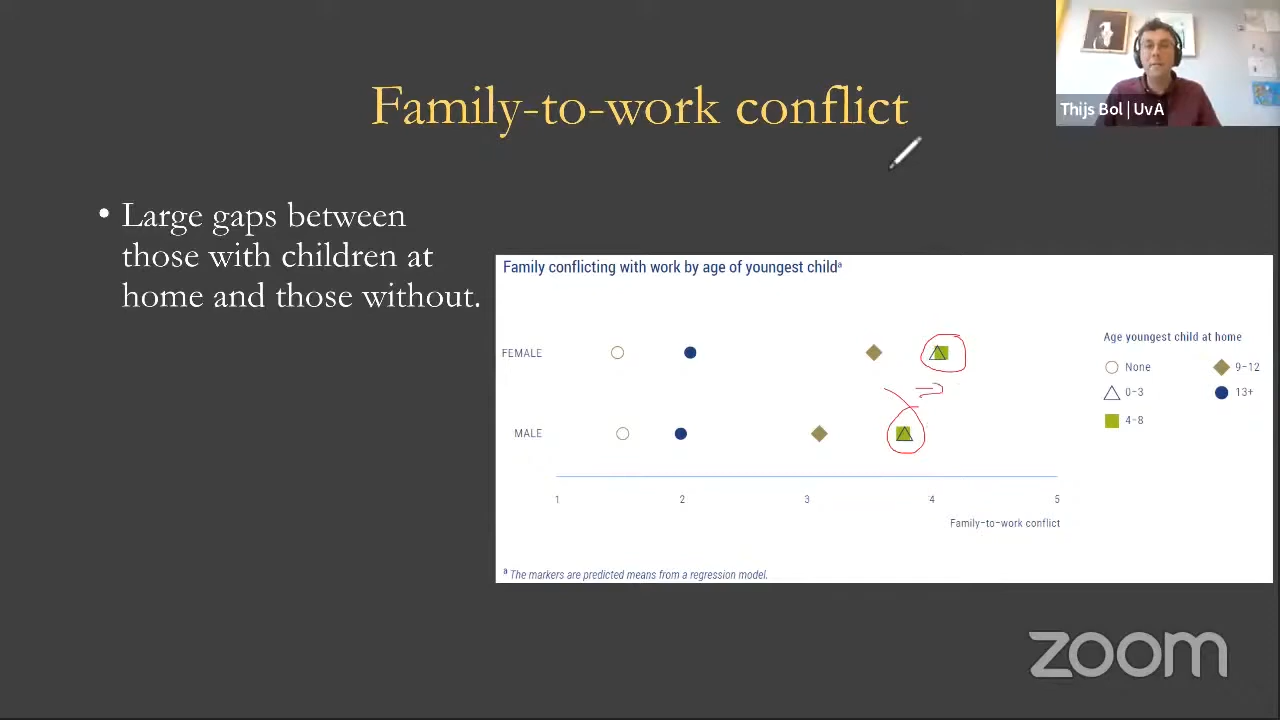 Family-to-work conflict
Thijs Bol | UvA
• Large gaps between
those with children at
home and those without.
Family conflicting with work by age of youngest childᵃ
FEMALE
MALE
1 2 3 4 5
Family-to-work conflict
Age youngest child at home
None 9-12
0-3 13+
4-8
ᵃ The markers are predicted means from a regression model.
zoom